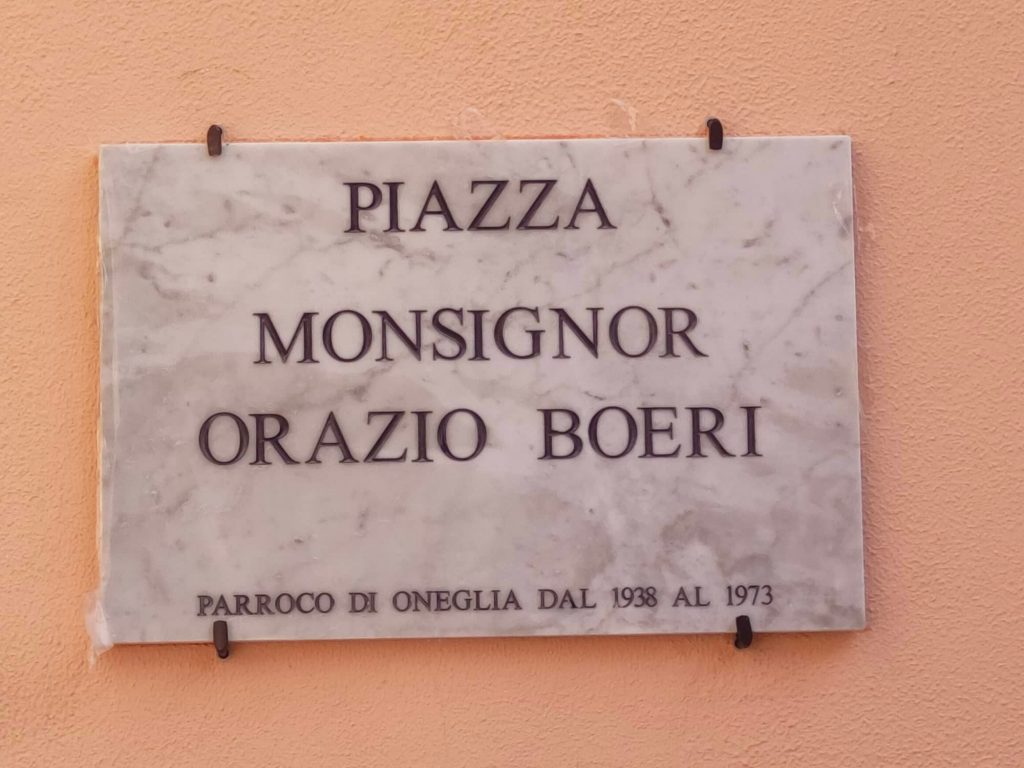 PIAZZA
MONSIGNOR
ORAZIO BOERI
PARROCO DI ONEGLIA DAL 1938 AL 1973